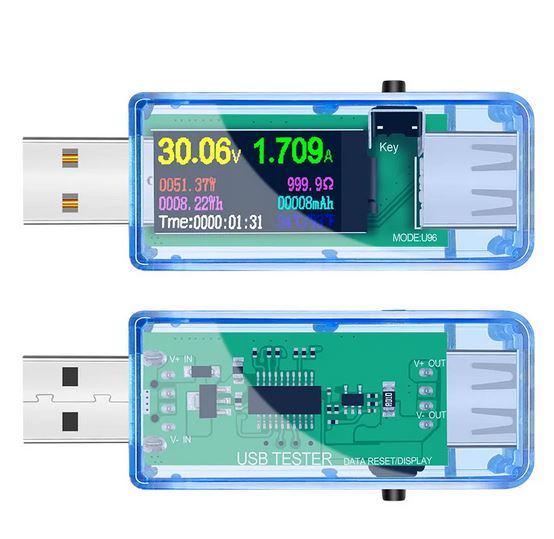 30.06V 1.709A
0051.37W 999.9Ω
0008.22Wh 00008mAh
Tme:0000:01:31
Key
MODE:U96
V+ IN
V- IN
V+ OUT
V- OUT
R010
USB TESTER
DATA RESET/DISPLAY